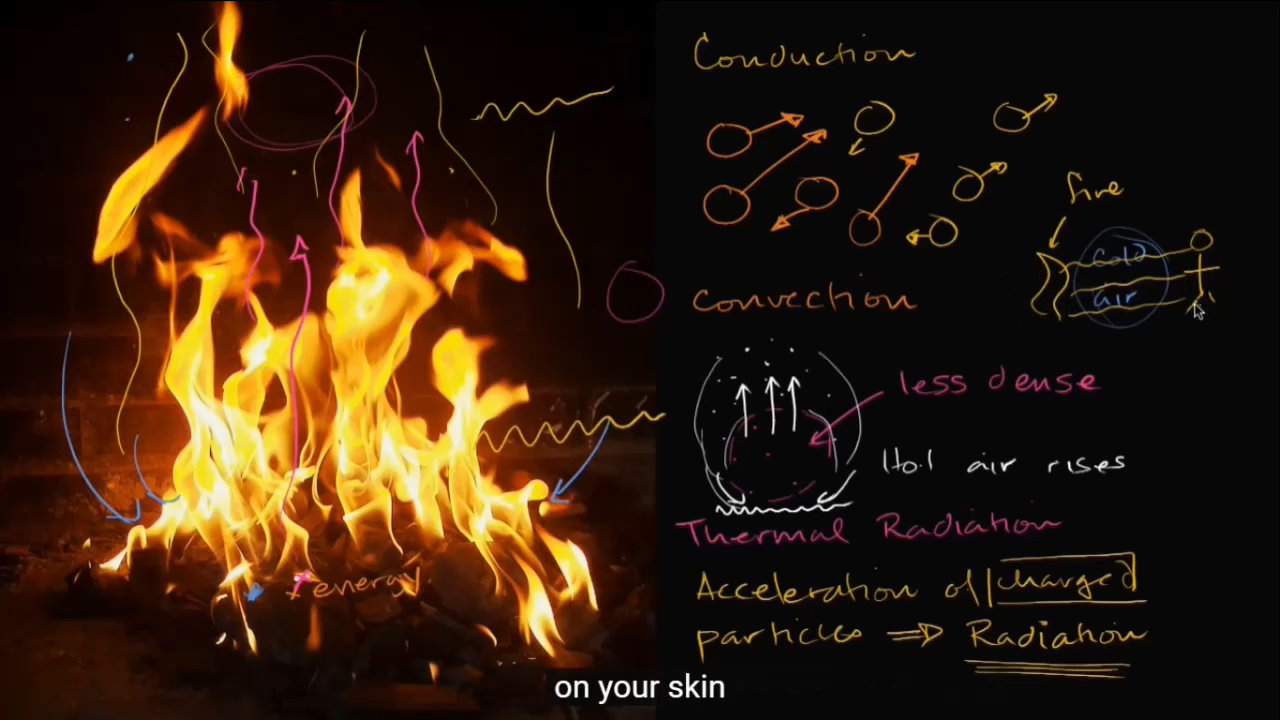 Conduction
fire
cold
air
Convection
less dense
Hot air rises
Thermal Radiation
energy
Acceleration of charged
particles => Radiation
on your skin